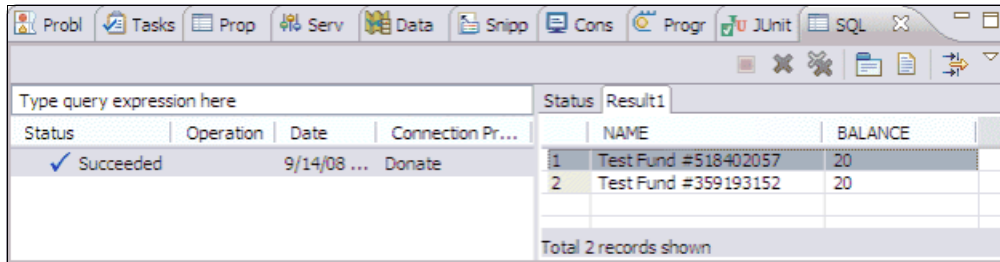 Probl Tasks Prop Serv Data Snipp Cons Progr JUnit SQL
Type query expression here
Status Result1
Status Operation Date Connection Pr...
NAME BALANCE
Succeeded 9/14/08 ... Donate
1 Test Fund #518402057 20
2 Test Fund #359193152 20
Total 2 records shown